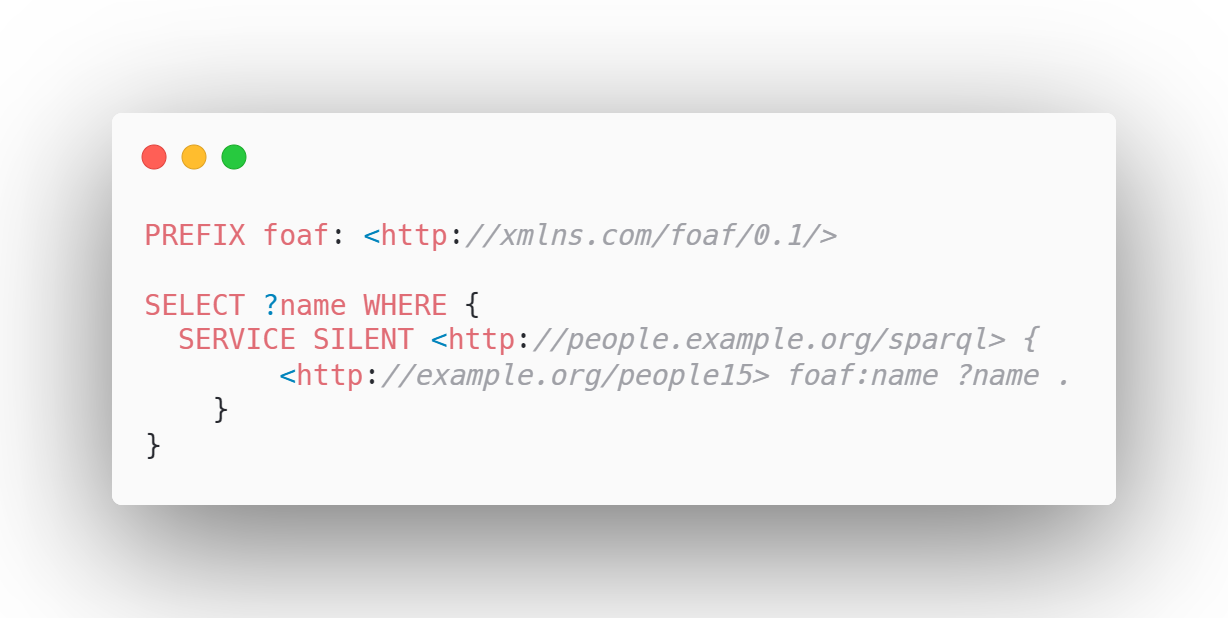 PREFIX foaf: <http://xmlns.com/foaf/0.1/>
SELECT ?name WHERE {
SERVICE SILENT <http://people.example.org/sparql> {
<http://example.org/people15> foaf:name ?name .
}
}